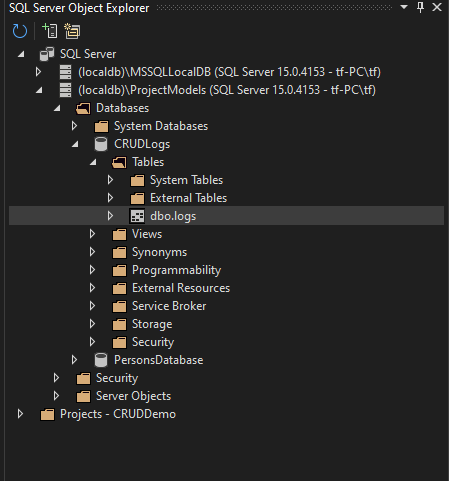 SQL Server Object Explorer
SQL Server
(localdb)\MSSQLLocalDB (SQL Server 15.0.4153 - tf-PC\tf)
(localdb)\ProjectModels (SQL Server 15.0.4153 - tf-PC\tf)
Databases
System Databases
CRUDLogs
Tables
System Tables
External Tables
dbo.logs
Views
Synonyms
Programmability
External Resources
Service Broker
Storage
Security
PersonsDatabase
Security
Server Objects
Projects - CRUDDemo